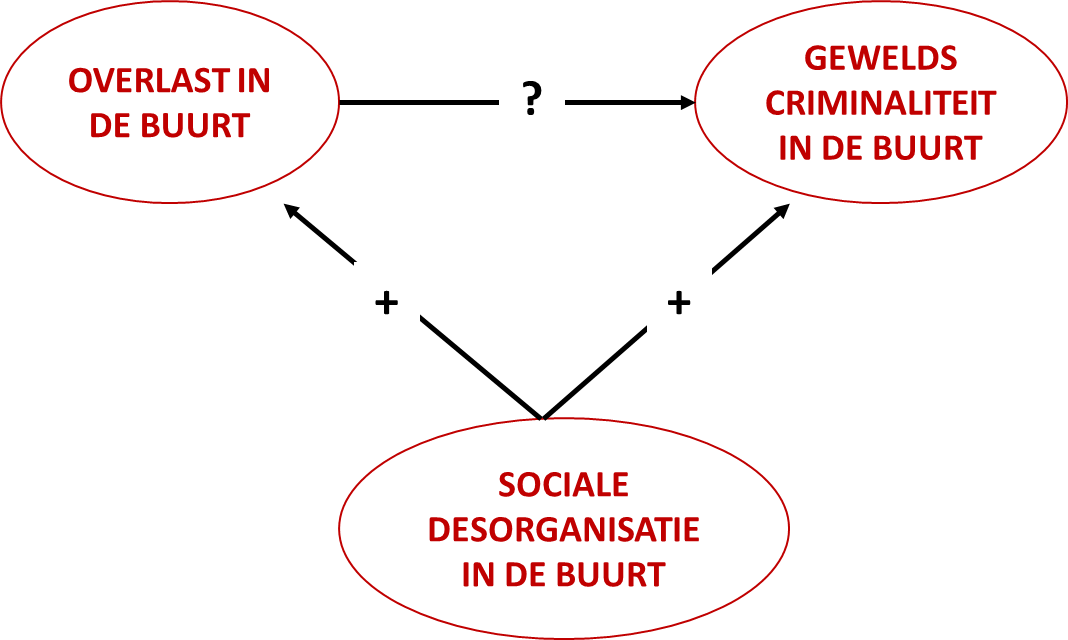 OVERLAST IN
DE BUURT
?
GEWELDS
CRIMINALITEIT
IN DE BUURT
+
+
SOCIALE
DESORGANISATIE
IN DE BUURT